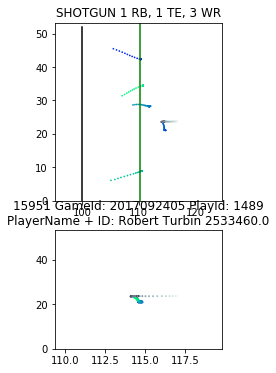 SHOTGUN 1 RB, 1 TE, 3 WR
50
40
30
20
10
0
100 110 120
15951 GameId: 2017092405 PlayId: 1489
PlayerName + ID: Robert Turbin 2533460.0
40
20
0
110.0 112.5 115.0 117.5